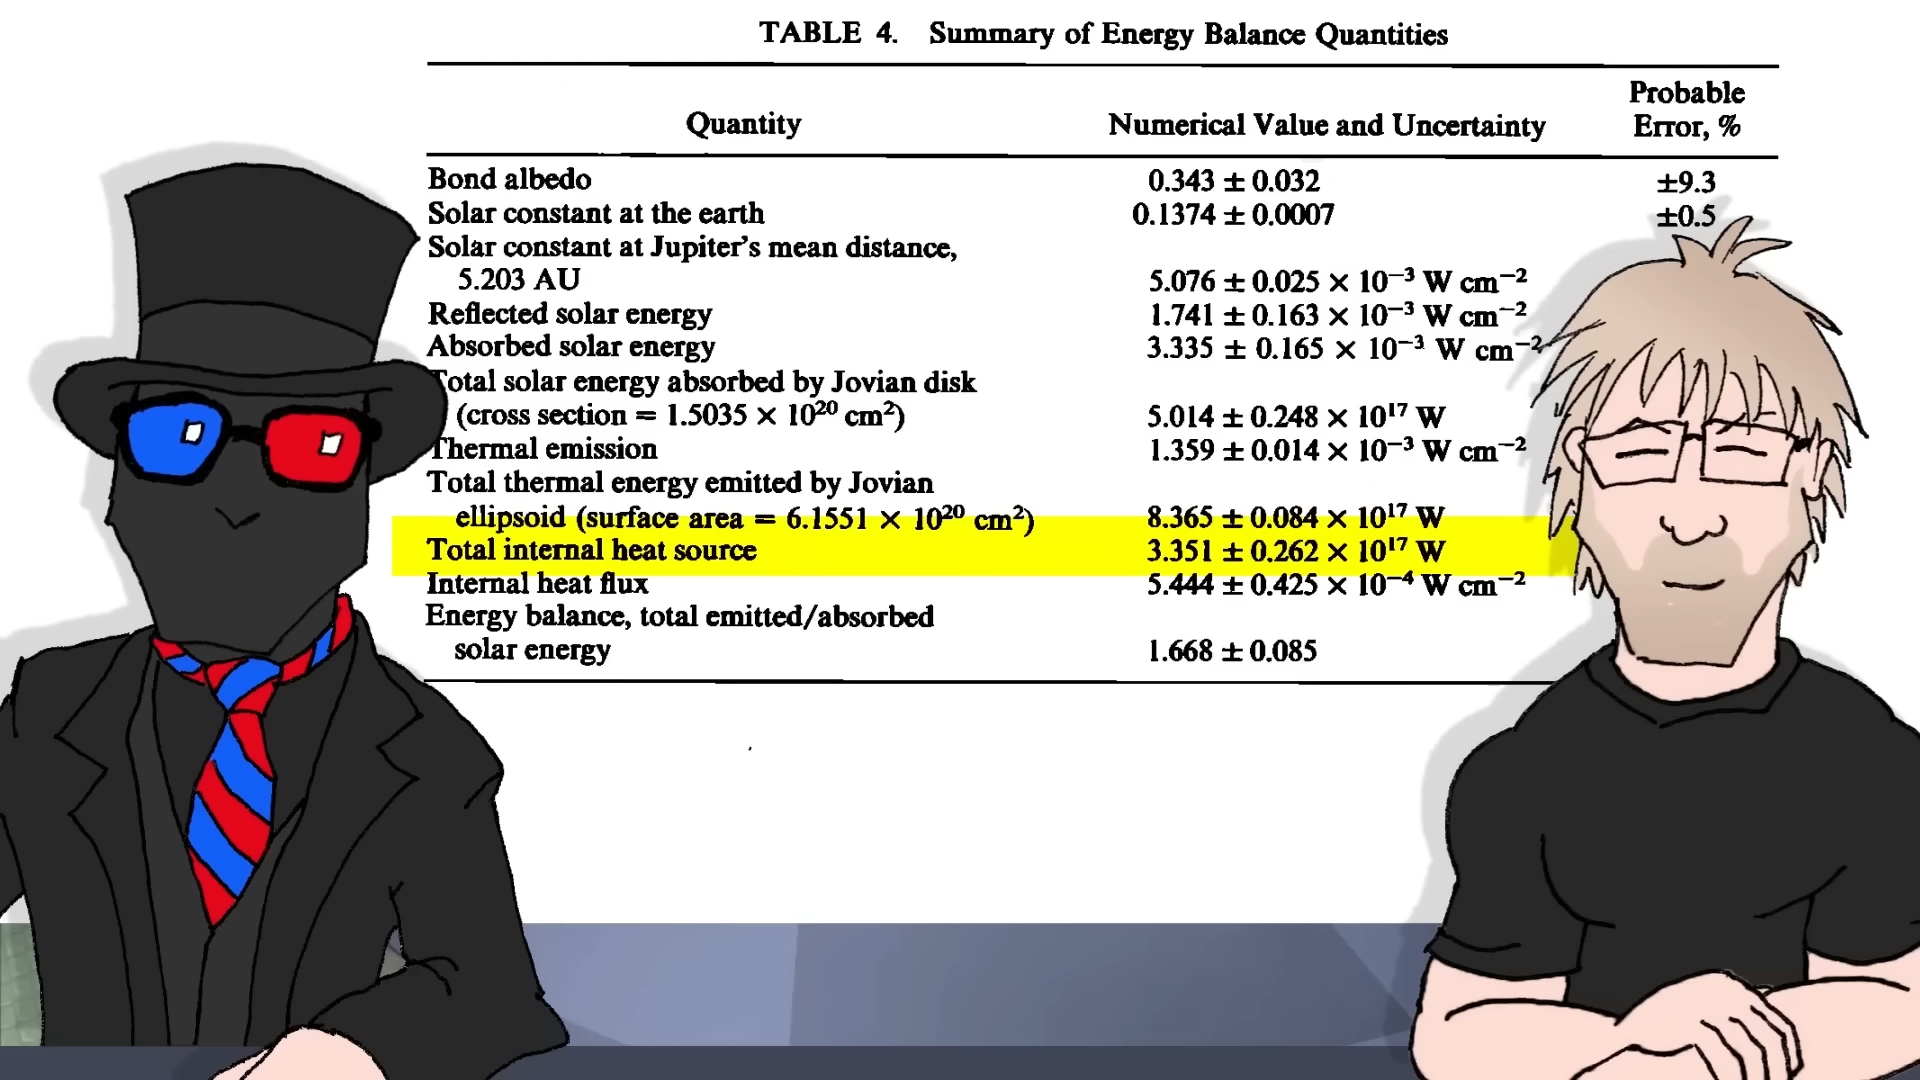 TABLE 4. Summary of Energy Balance Quantities
Quantity Numerical Value and Uncertainty Probable Error, %
Bond albedo 0.343 ± 0.032 ±9.3
Solar constant at the earth 0.1374 ± 0.0007 ±0.5
Solar constant at Jupiter's mean distance,
5.203 AU 5.076 ± 0.025 × 10⁻³ W cm⁻²
Reflected solar energy 1.741 ± 0.163 × 10⁻³ W cm⁻²
Absorbed solar energy 3.335 ± 0.165 × 10⁻³ W cm⁻²
Total solar energy absorbed by Jovian disk
(cross section = 1.5035 × 10²⁰ cm²) 5.014 ± 0.248 × 10¹⁷ W
Thermal emission 1.359 ± 0.014 × 10⁻³ W cm⁻²
Total thermal energy emitted by Jovian
ellipsoid (surface area = 6.1551 × 10²⁰ cm²) 8.365 ± 0.084 × 10¹⁷ W
Total internal heat source 3.351 ± 0.262 × 10¹⁷ W
Internal heat flux 5.444 ± 0.425 × 10⁻⁴ W cm⁻²
Energy balance, total emitted/absorbed
solar energy 1.668 ± 0.085